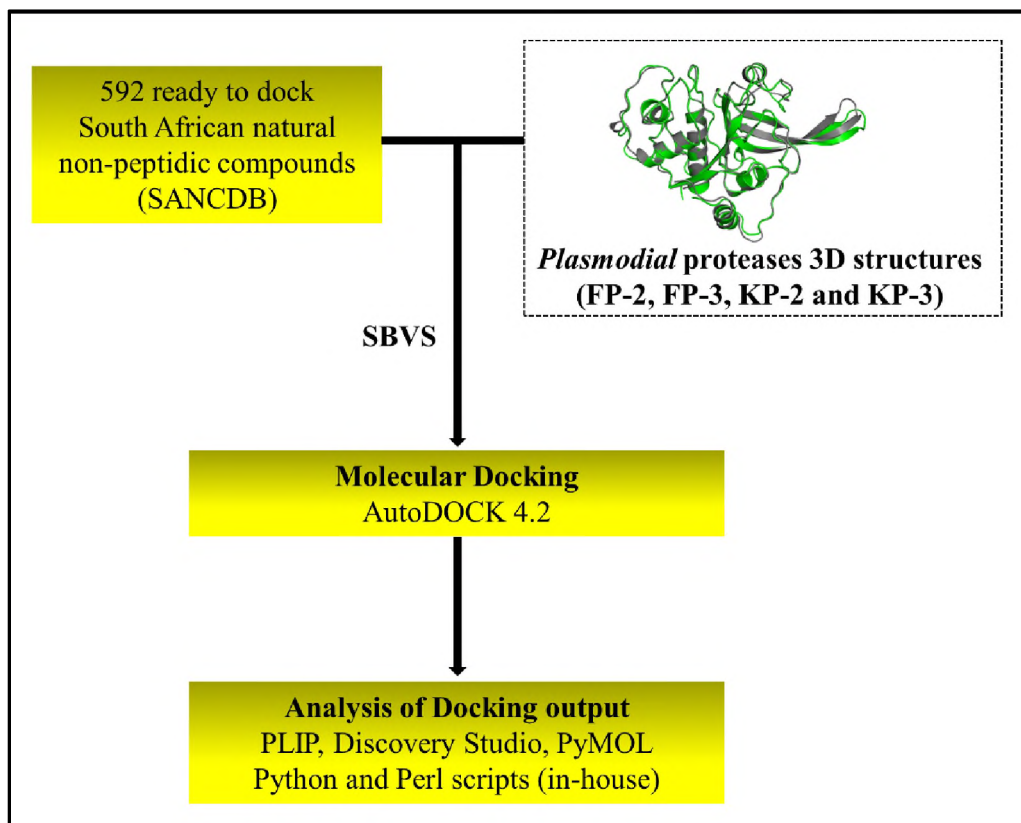 592 ready to dock
South African natural
non-peptidic compounds
(SANCDB)
Plasmodial proteases 3D structures
(FP-2, FP-3, KP-2 and KP-3)
SBVS
Molecular Docking
AutoDOCK 4.2
Analysis of Docking output
PLIP, Discovery Studio, PyMOL
Python and Perl scripts (in-house)